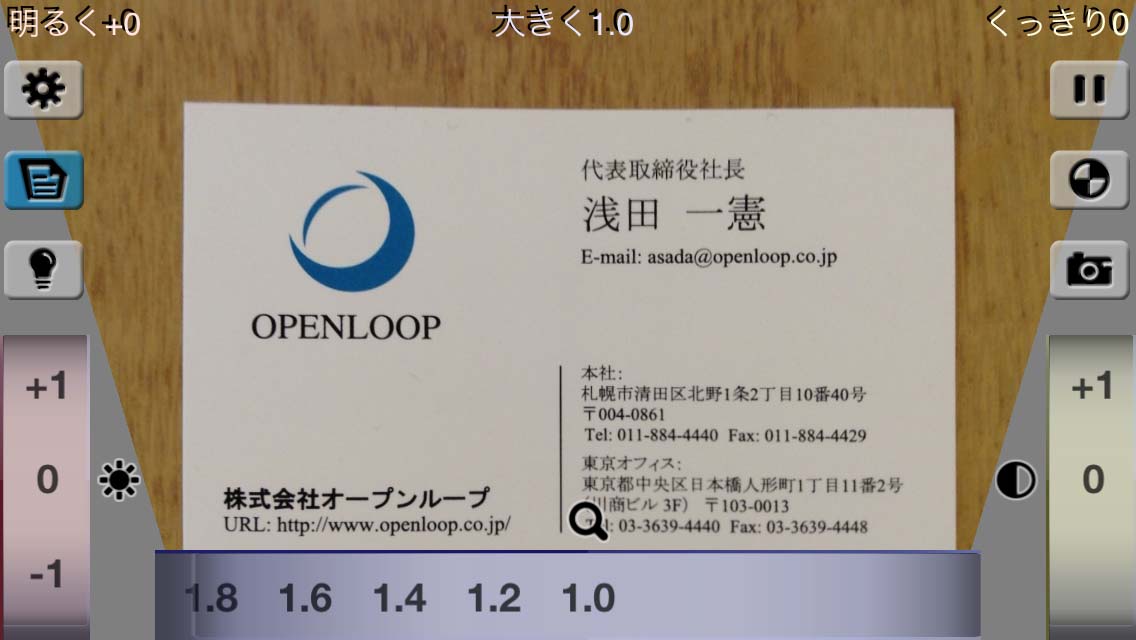 明るく+0
大きく1.0
くっきり0
代表取締役社長
浅田 一憲
E-mail: asada@openloop.co.jp
OPENLOOP
本社:
札幌市清田区北野1条2丁目10番40号
〒004-0861
Tel: 011-884-4440 Fax: 011-884-4429
東京オフィス:
東京都中央区日本橋人形町1丁目11番2号
川商ビル 3F) 〒103-0013
03-3639-4440 Fax: 03-3639-4448
株式会社オープンループ
URL: http://www.openloop.co.jp/
+1
0
-1
+1
0
1.8 1.6 1.4 1.2 1.0